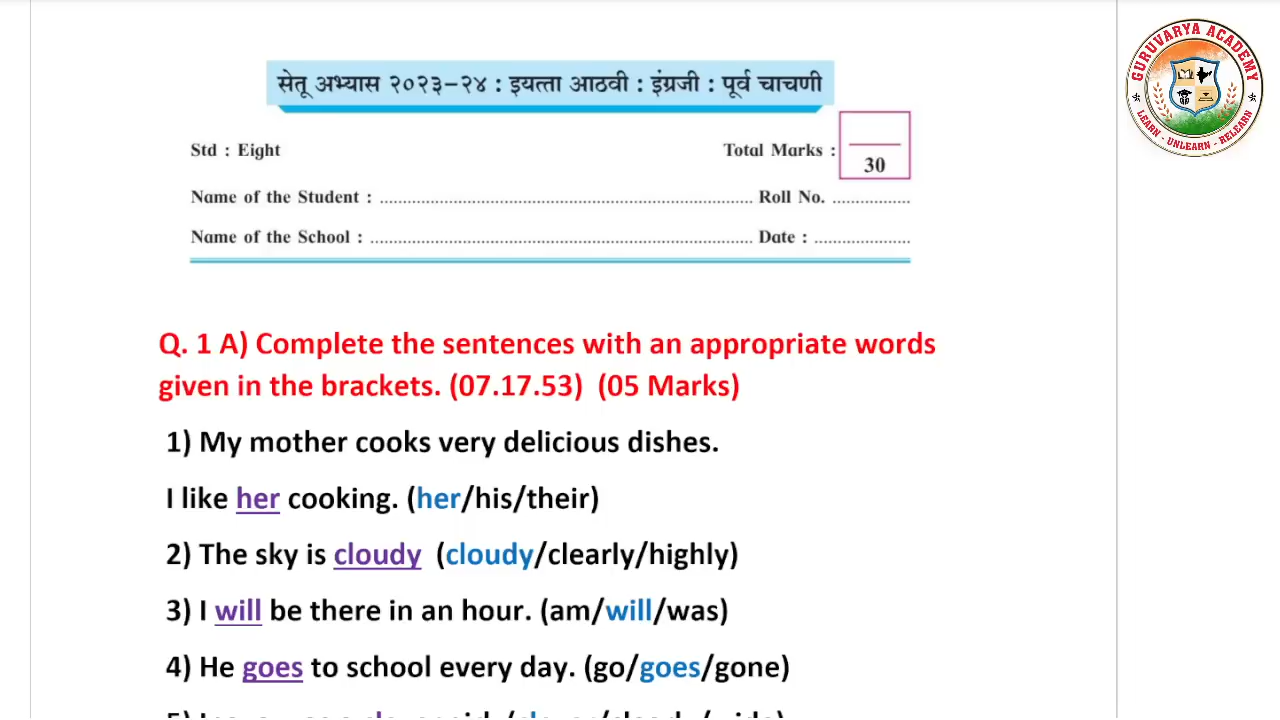 सेतू अभ्यास २०२३-२४ : इयत्ता आठवी : इंग्रजी : पूर्व चाचणी
GURUVARYA ACADEMY
LEARN - UNLEARN - RELEARN
Std : Eight Total Marks :
30
Name of the Student : ........................................................................................ Roll No. ................
Name of the School : ........................................................................................ Date : .....................
Q. 1 A) Complete the sentences with an appropriate words
given in the brackets. (07.17.53) (05 Marks)
1) My mother cooks very delicious dishes.
I like her cooking. (her/his/their)
2) The sky is cloudy (cloudy/clearly/highly)
3) I will be there in an hour. (am/will/was)
4) He goes to school every day. (go/goes/gone)